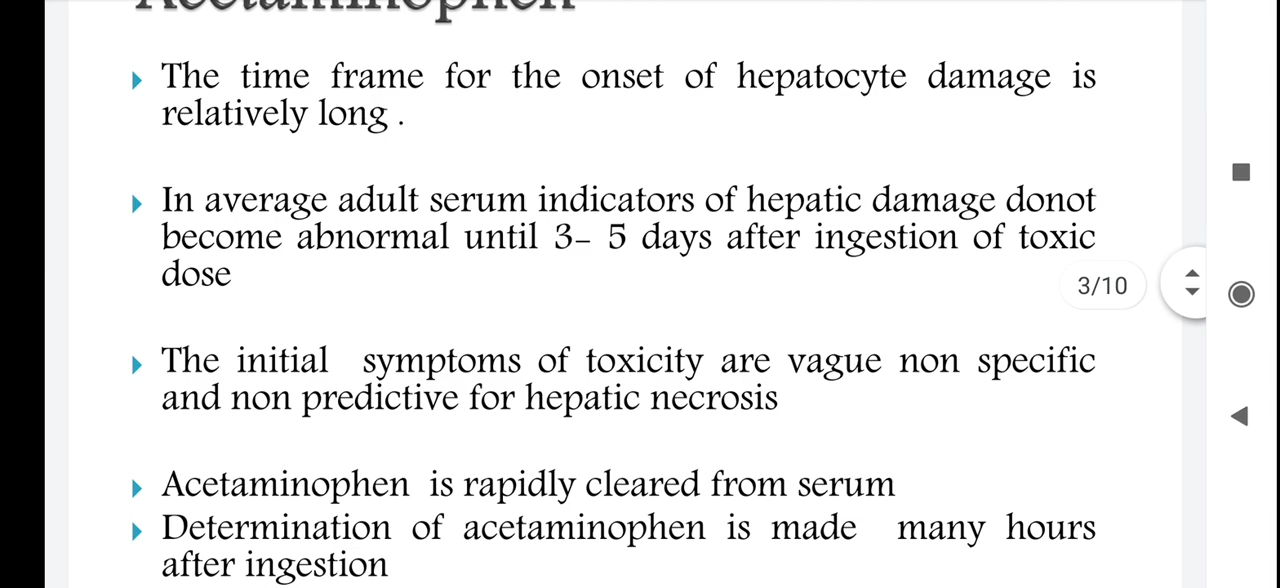 Acetaminophen
The time frame for the onset of hepatocyte damage is
relatively long .
In average adult serum indicators of hepatic damage donot
become abnormal until 3- 5 days after ingestion of toxic
dose
3/10
The initial symptoms of toxicity are vague non specific
and non predictive for hepatic necrosis
Acetaminophen is rapidly cleared from serum
Determination of acetaminophen is made many hours
after ingestion